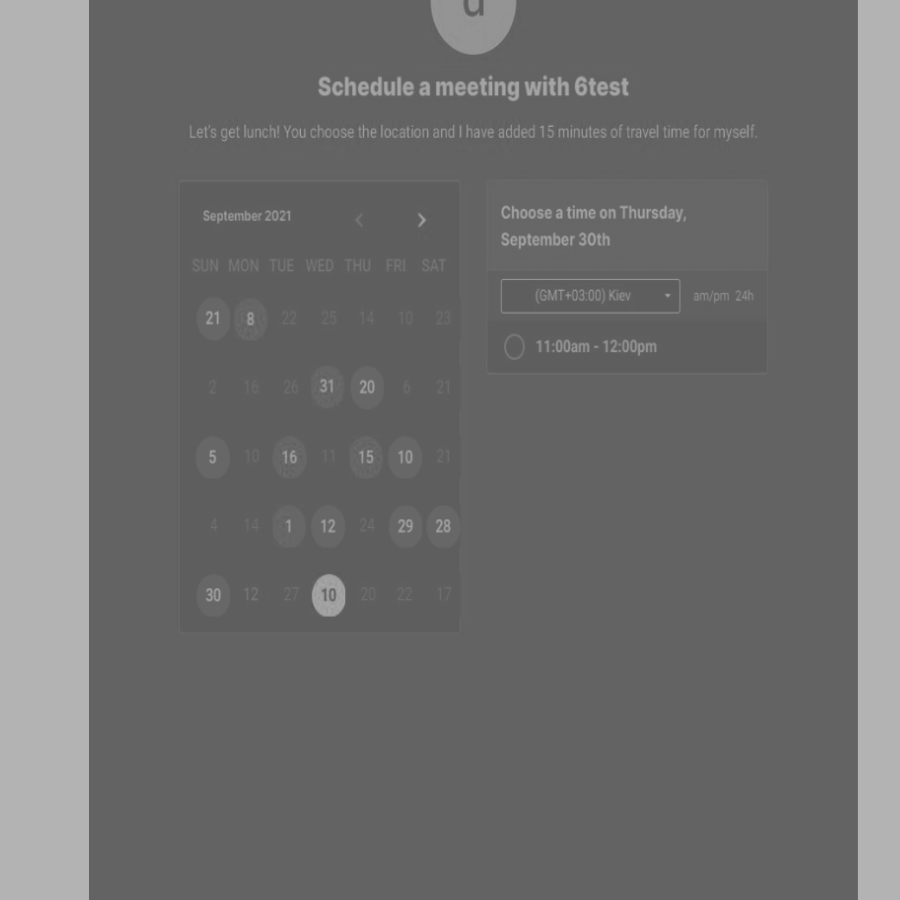 d
Schedule a meeting with 6test
Let's get lunch! You choose the location and I have added 15 minutes of travel time for myself.
September 2021
SUN MON TUE WED THU FRI SAT
21 8 22 25 14 10 23
2 16 26 31 20 6 21
5 10 16 11 15 10 21
4 14 1 12 24 29 28
30 12 27 10 20 22 17
Choose a time on Thursday,
September 30th
(GMT+03:00) Kiev am/pm 24h
11:00am - 12:00pm